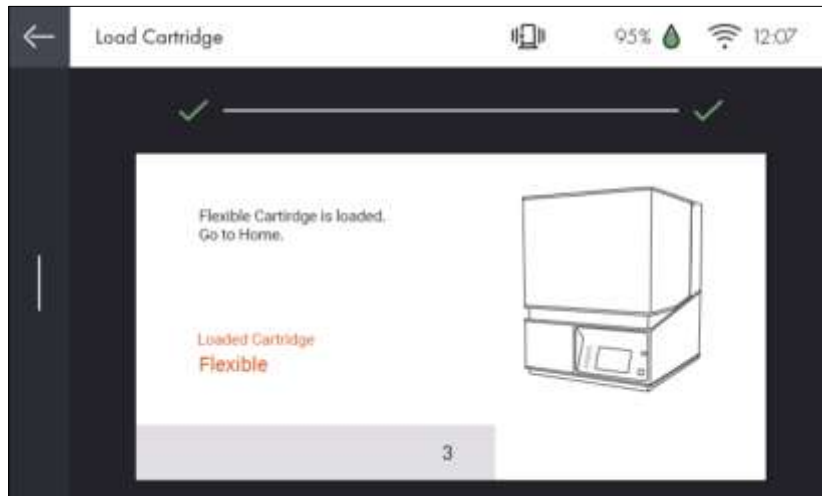 Load Cartridge
95%
12:07
Flexible Cartirdge is loaded.
Go to Home.
Loaded Cartridge
Flexible
3